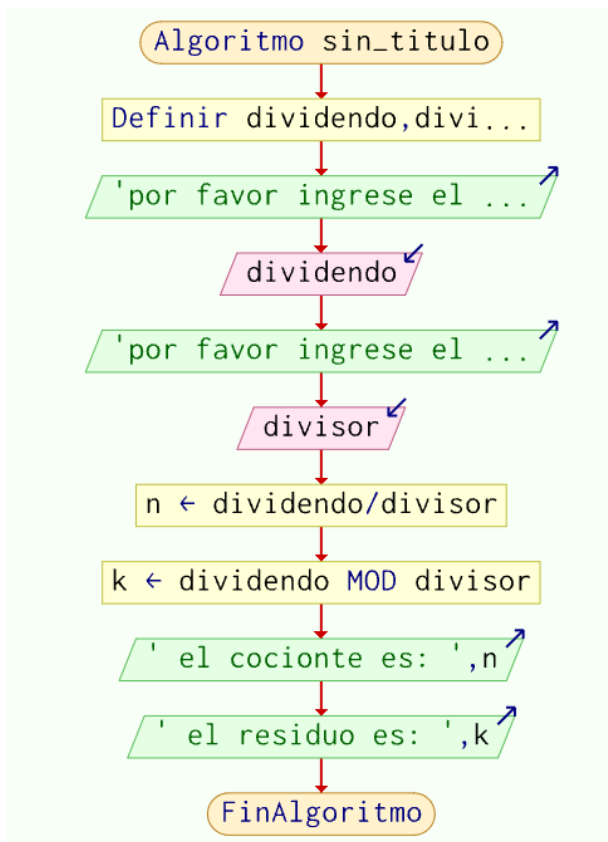 Algoritmo sin_titulo
Definir dividendo,divi...
'por favor ingrese el ...
dividendo
'por favor ingrese el ...
divisor
n ← dividendo/divisor
k ← dividendo MOD divisor
' el cocionte es: ',n
' el residuo es: ',k
FinAlgoritmo